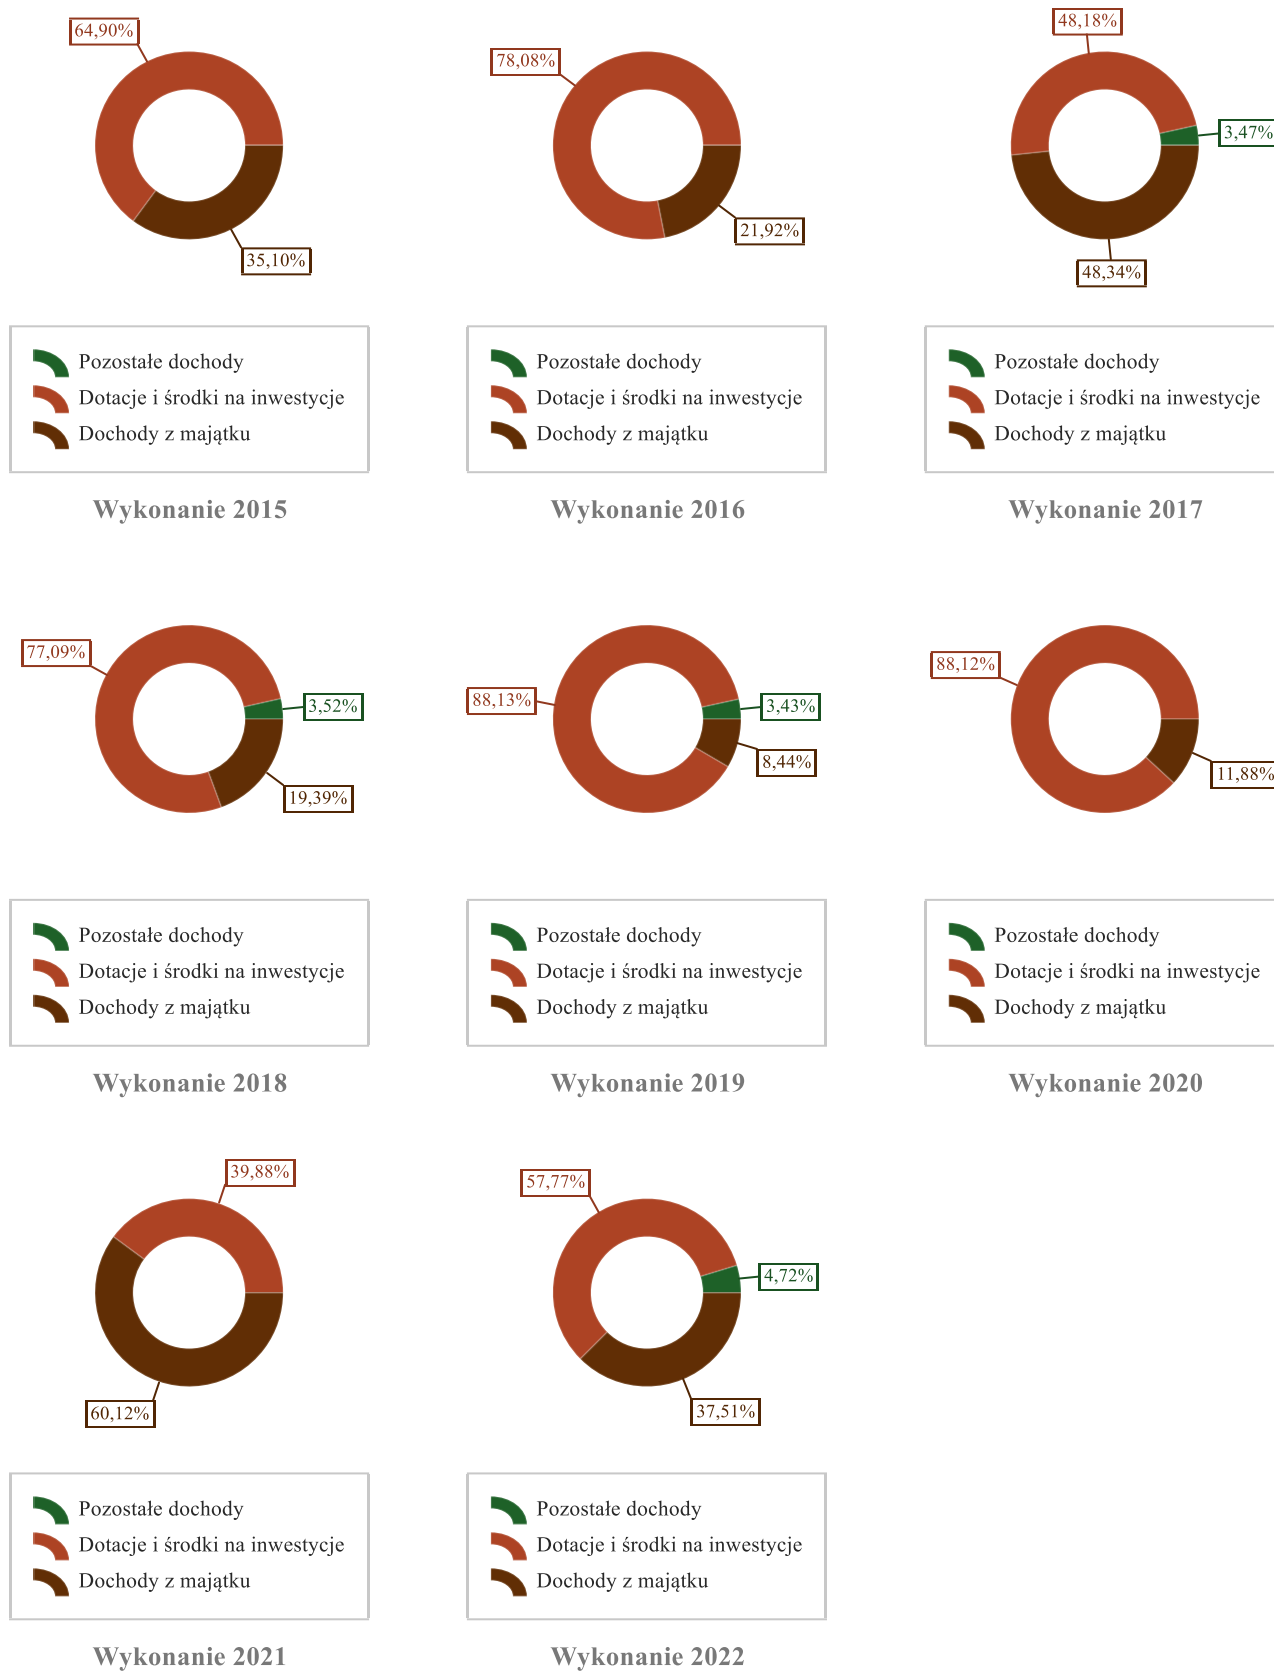 64,90%
35,10%
Pozostałe dochody
Dotacje i środki na inwestycje
Dochody z majątku
Wykonanie 2015
78,08%
21,92%
Pozostałe dochody
Dotacje i środki na inwestycje
Dochody z majątku
Wykonanie 2016
48,18%
3,47%
48,34%
Pozostałe dochody
Dotacje i środki na inwestycje
Dochody z majątku
Wykonanie 2017
77,09%
3,52%
19,39%
Pozostałe dochody
Dotacje i środki na inwestycje
Dochody z majątku
Wykonanie 2018
88,13%
3,43%
8,44%
Pozostałe dochody
Dotacje i środki na inwestycje
Dochody z majątku
Wykonanie 2019
88,12%
11,88%
Pozostałe dochody
Dotacje i środki na inwestycje
Dochody z majątku
Wykonanie 2020
39,88%
60,12%
Pozostałe dochody
Dotacje i środki na inwestycje
Dochody z majątku
Wykonanie 2021
57,77%
4,72%
37,51%
Pozostałe dochody
Dotacje i środki na inwestycje
Dochody z majątku
Wykonanie 2022